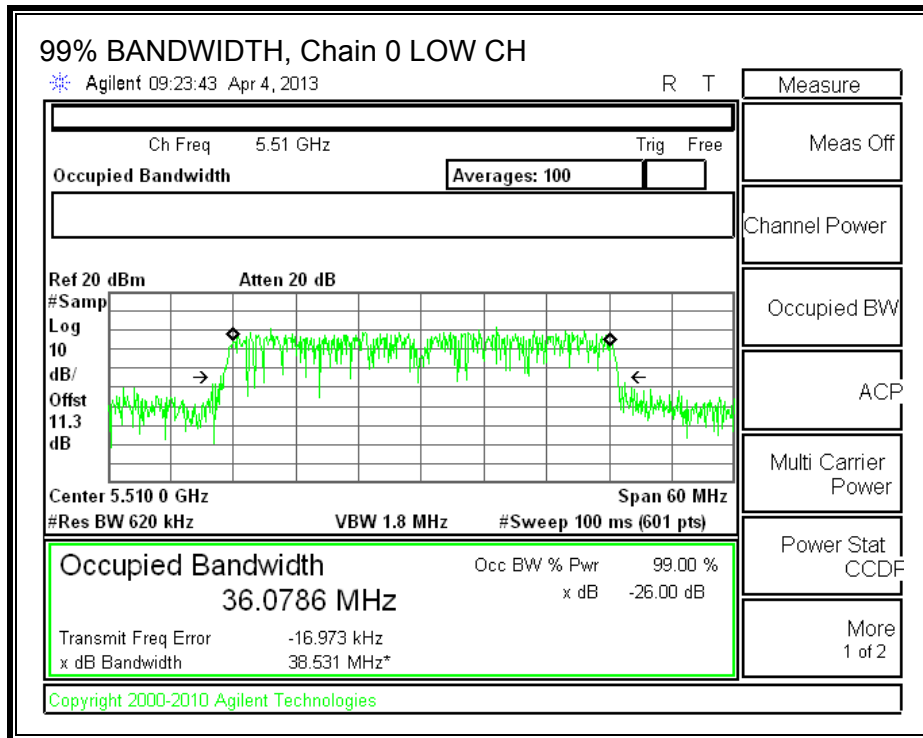 99% BANDWIDTH, Chain 0 LOW CH
Agilent 09:23:43 Apr 4, 2013 R T
Ch Freq 5.51 GHz Trig Free
Occupied Bandwidth Averages: 100
Ref 20 dBm Atten 20 dB
#Samp
Log
10
dB/
Offst
11.3
dB
Center 5.510 0 GHz Span 60 MHz
#Res BW 620 kHz VBW 1.8 MHz #Sweep 100 ms (601 pts)
Occupied Bandwidth Occ BW % Pwr 99.00 %
36.0786 MHz x dB -26.00 dB
Transmit Freq Error -16.973 kHz
x dB Bandwidth 38.531 MHz*
Copyright 2000-2010 Agilent Technologies
Measure
Meas Off
Channel Power
Occupied BW
ACP
Multi Carrier
Power
Power Stat
CCDF
More
1 of 2